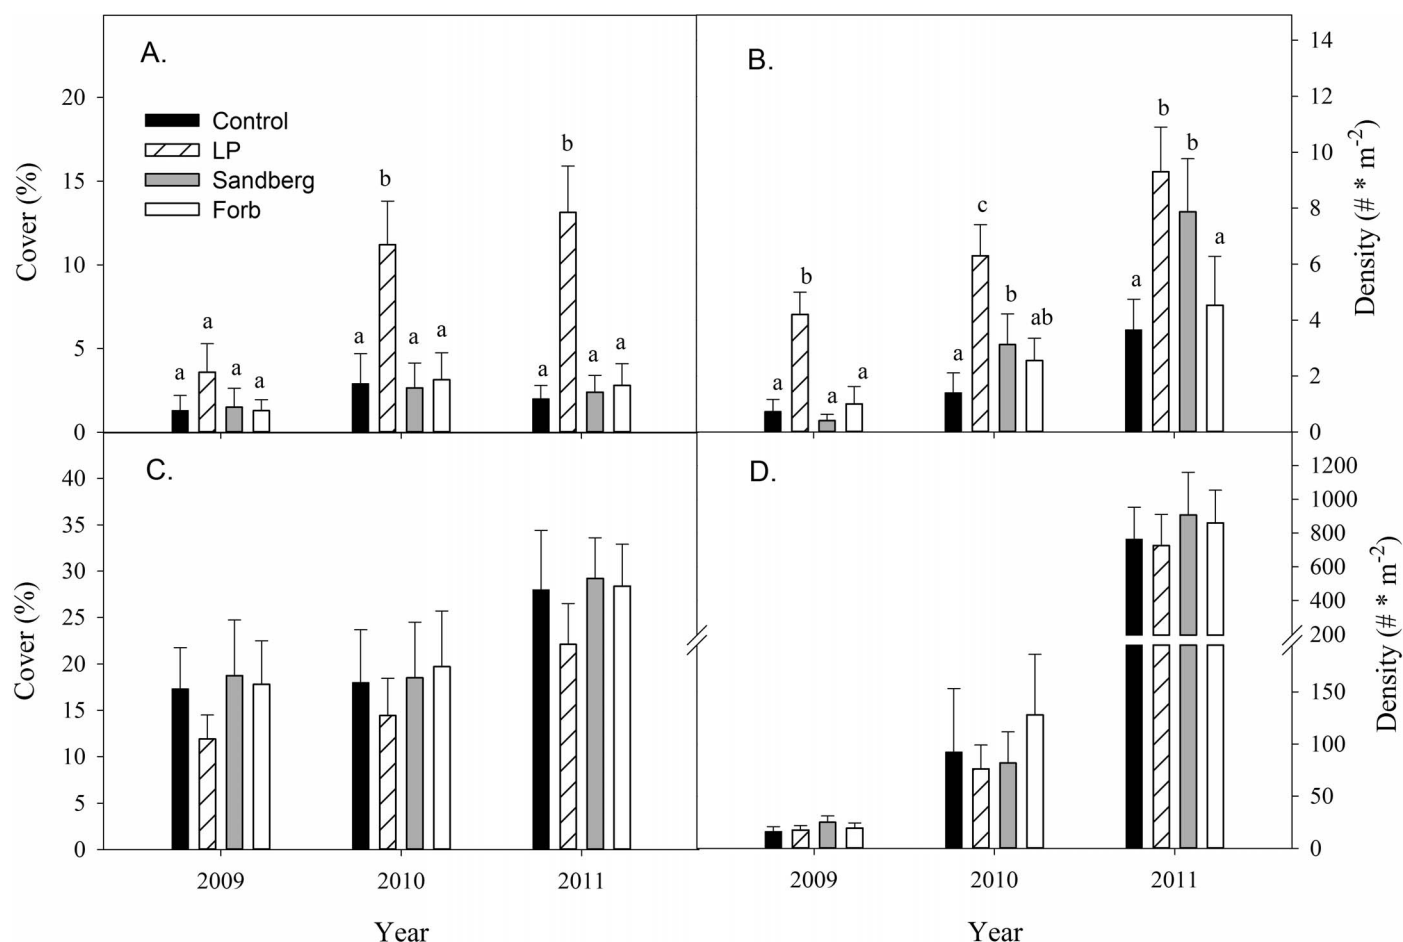 A.
Control
LP
Sandberg
Forb
Cover (%)
20
15
10
5
0
a
a
a
a
a
b
a
a
a
b
a
a
B.
14
12
10
8
6
4
2
0
Density (# * m-2)
a
b
a
a
a
c
b
ab
a
b
b
a
C.
Cover (%)
40
35
30
25
20
15
10
5
0
2009
2010
2011
Year
D.
1200
1000
800
600
400
200
150
100
50
0
Density (# * m-2)
2009
2010
2011
Year